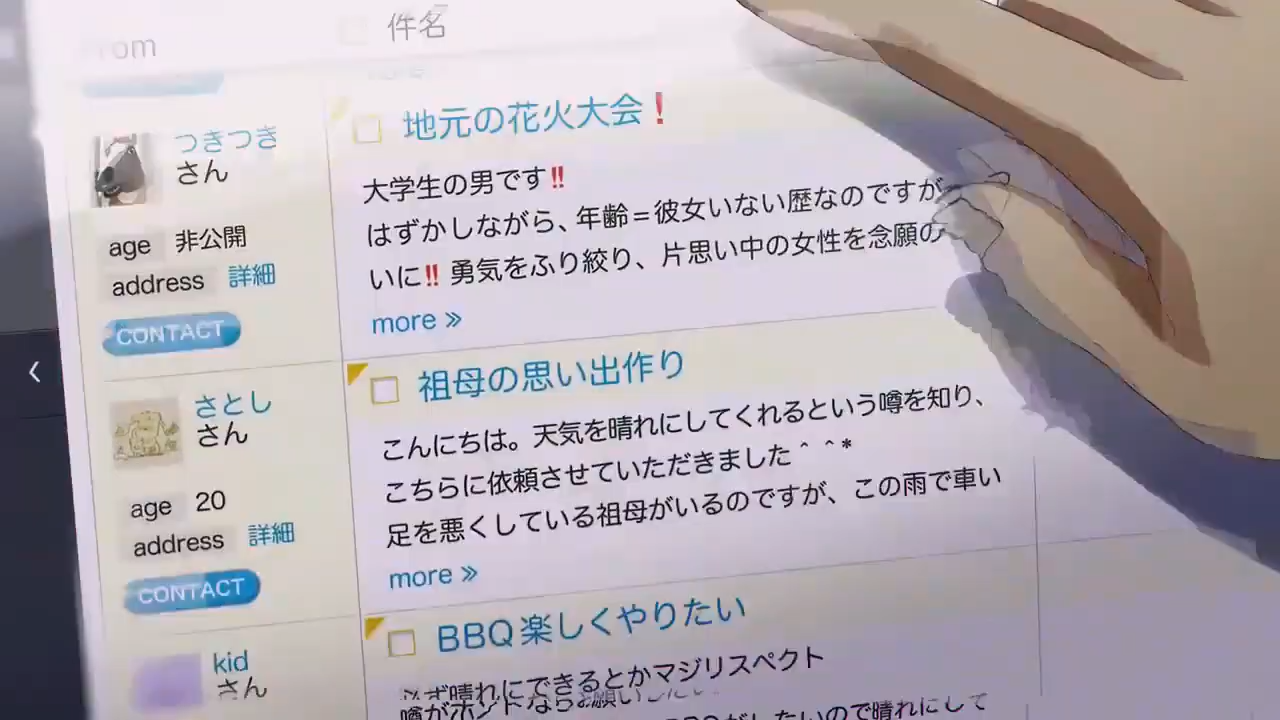 From
件名
つきつき
さん
age 非公開
address 詳細
CONTACT
地元の花火大会❗
大学生の男です‼
はずかしながら、年齢＝彼女いない歴なのですが
いに‼勇気をふり絞り、片思い中の女性を念願の
more »
さとし
さん
age 20
address 詳細
CONTACT
祖母の思い出作り
こんにちは。天気を晴れにしてくれるという噂を知り、
こちらに依頼させていただきました＾＾*
足を悪くしている祖母がいるのですが、この雨で車い
more »
kid
さん
BBQ楽しくやりたい
晴れにできるとかマジリスペクト